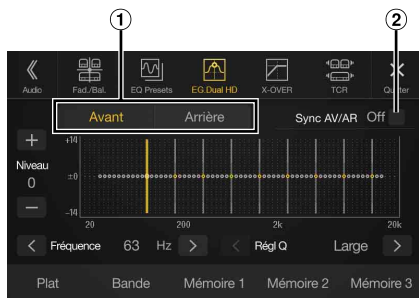 1 2
Audio Fad./Bal. EQ Presets EG.Dual HD X-OVER TCR Quitter
Avant Arrière Sync AV/AR Off
+ +14
Niveau ±0
0
— −14
20 200 2k 20k
Fréquence 63 Hz Régl Q Large
Plat Bande Mémoire 1 Mémoire 2 Mémoire 3